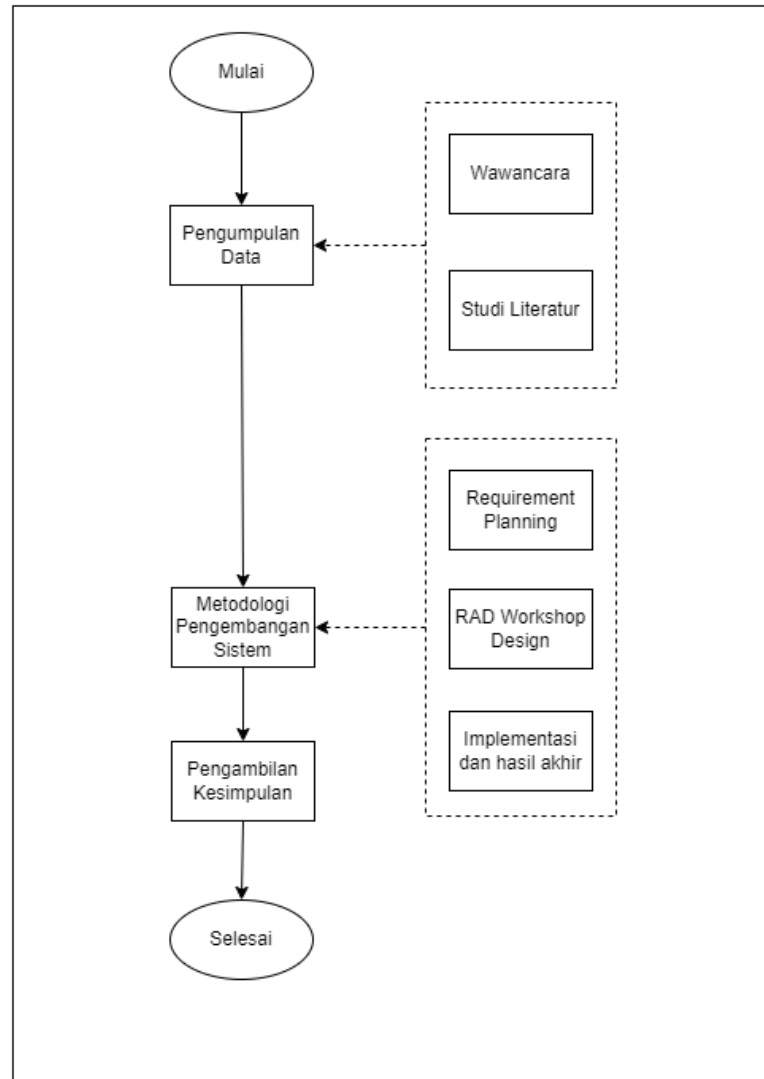 Mulai
Pengumpulan
Data
Wawancara
Studi Literatur
Metodologi
Pengembangan
Sistem
Requirement
Planning
RAD Workshop
Design
Implementasi
dan hasil akhir
Pengambilan
Kesimpulan
Selesai